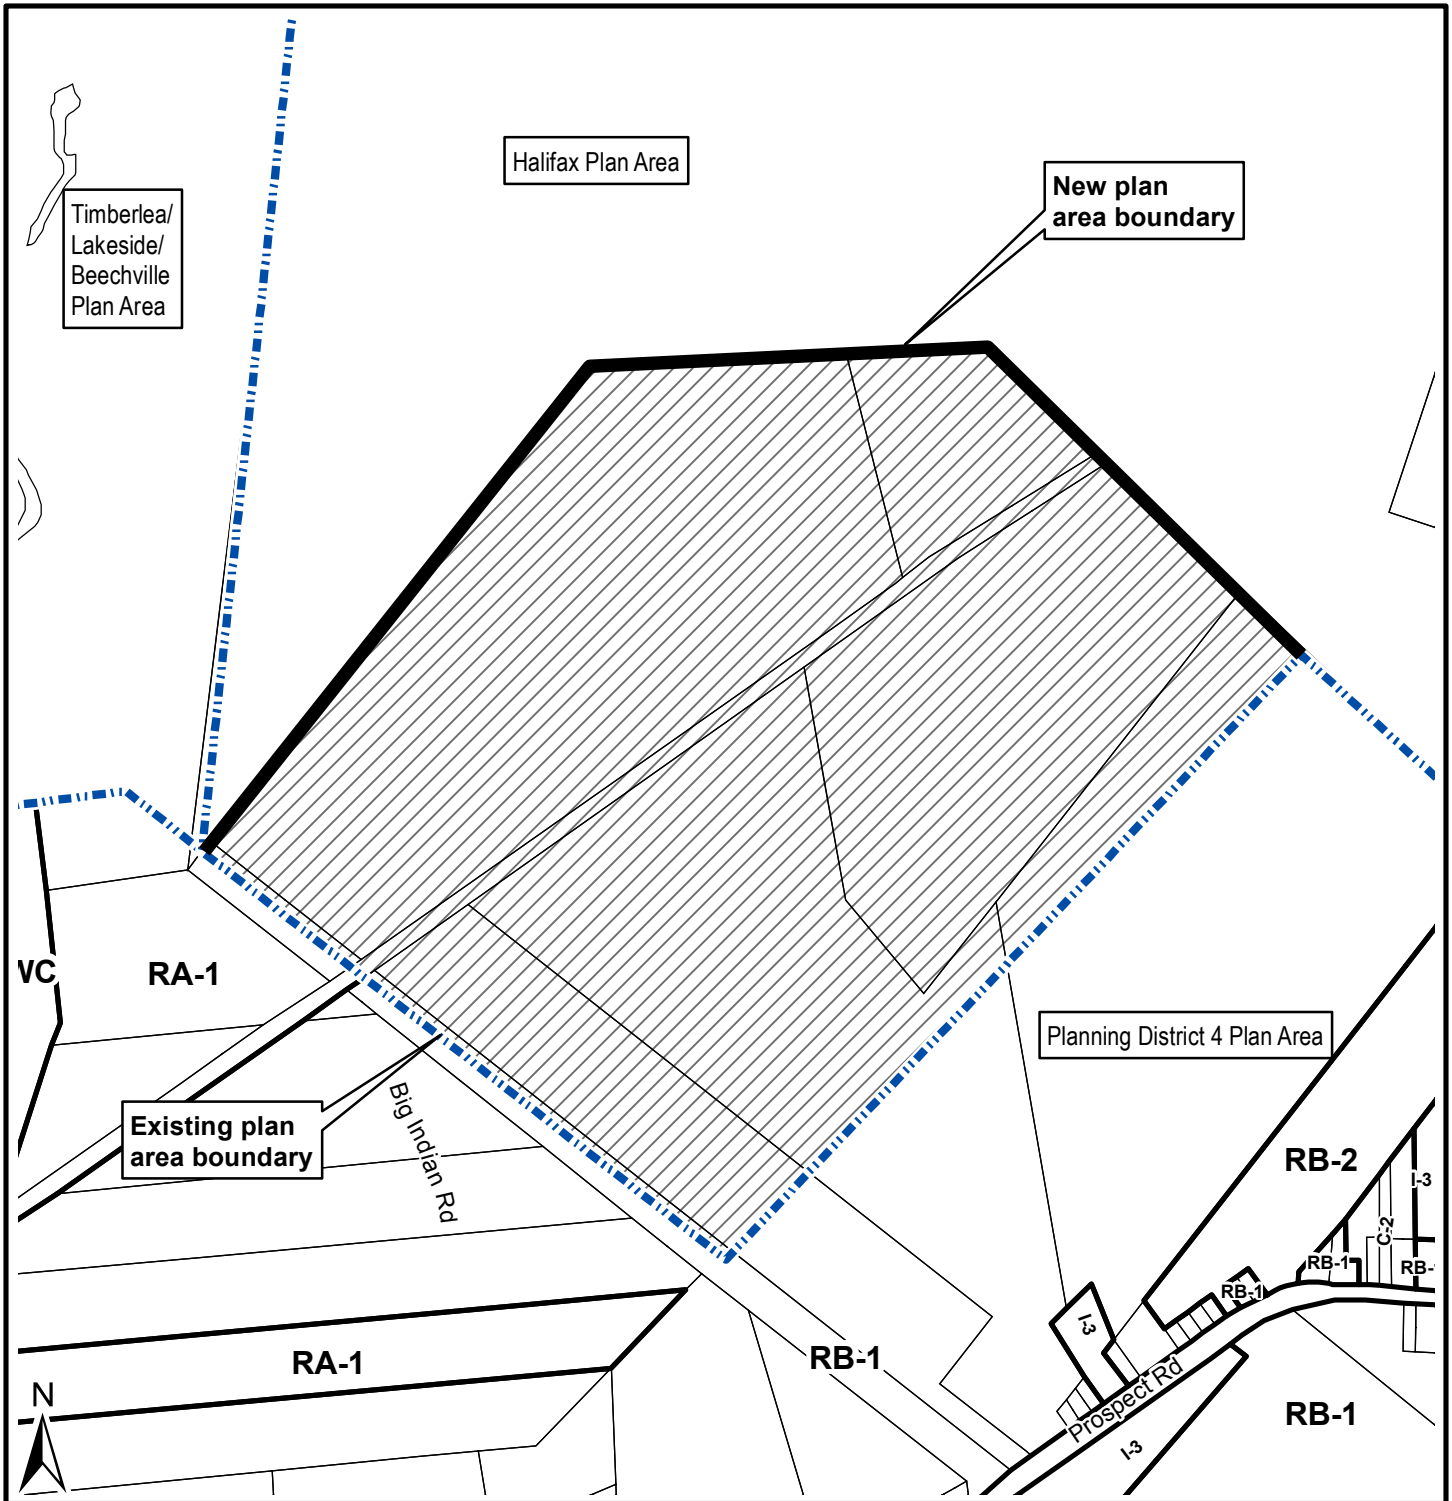 Halifax Plan Area
New plan
area boundary
Timberlea/
Lakeside/
Beechville
Plan Area
WC
RA-1
Planning District 4 Plan Area
Existing plan
area boundary
Big Indian Rd
RB-2
I-3
C-2
RB-1
RB-
RB-1
I-3
RB-1
RA-1
Prospect Rd
RB-1
I-3
N